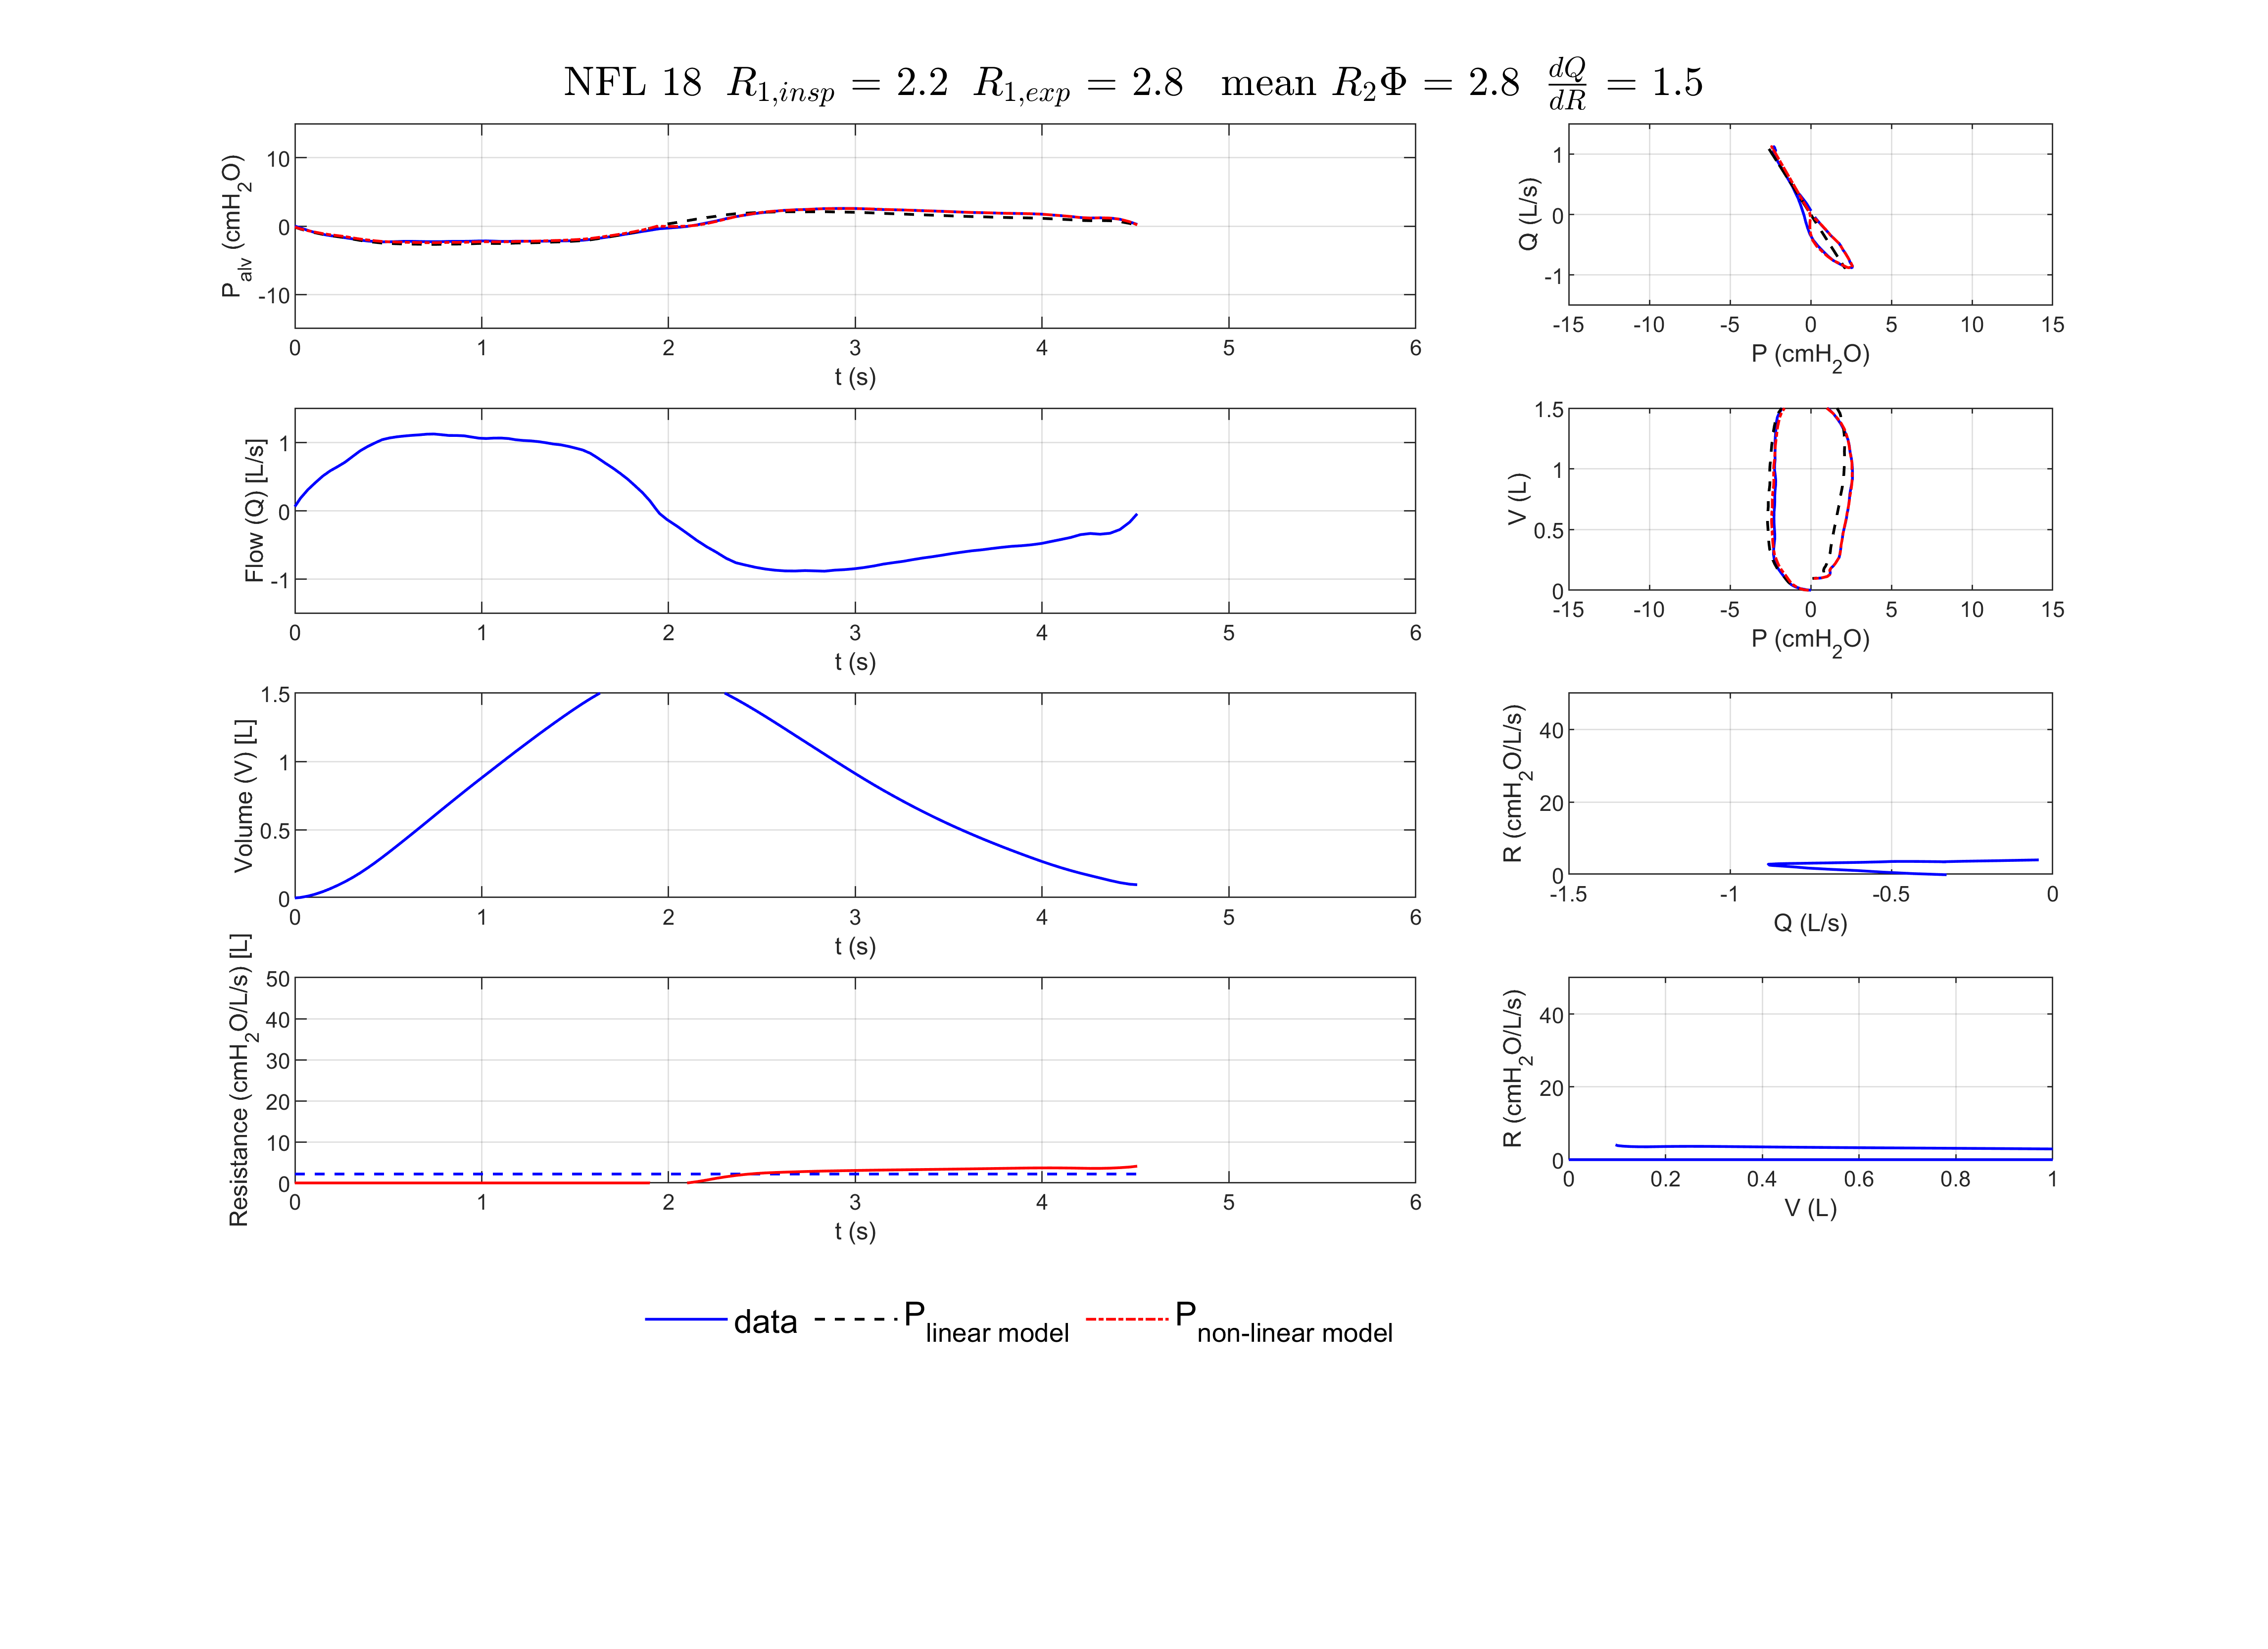 NFL 18 R1,insp = 2.2 R1,exp = 2.8 mean R2Φ = 2.8 dQ/dR = 1.5
Palv (cmH2O)
10
0
-10
0 1 2 3 4 5 6
t (s)
Q (L/s)
1
0
-1
-15 -10 -5 0 5 10 15
P (cmH2O)
Flow (Q) [L/s]
1
0
-1
0 1 2 3 4 5 6
t (s)
V (L)
1.5
1
0.5
0
-15 -10 -5 0 5 10 15
P (cmH2O)
Volume (V) [L]
1.5
1
0.5
0
0 1 2 3 4 5 6
t (s)
R (cmH2O/L/s)
40
20
0
-1.5 -1 -0.5 0
Q (L/s)
Resistance (cmH2O/L/s) [L]
50
40
30
20
10
0
0 1 2 3 4 5 6
t (s)
R (cmH2O/L/s)
40
20
0
0 0.2 0.4 0.6 0.8 1
V (L)
data Plinear model Pnon-linear model